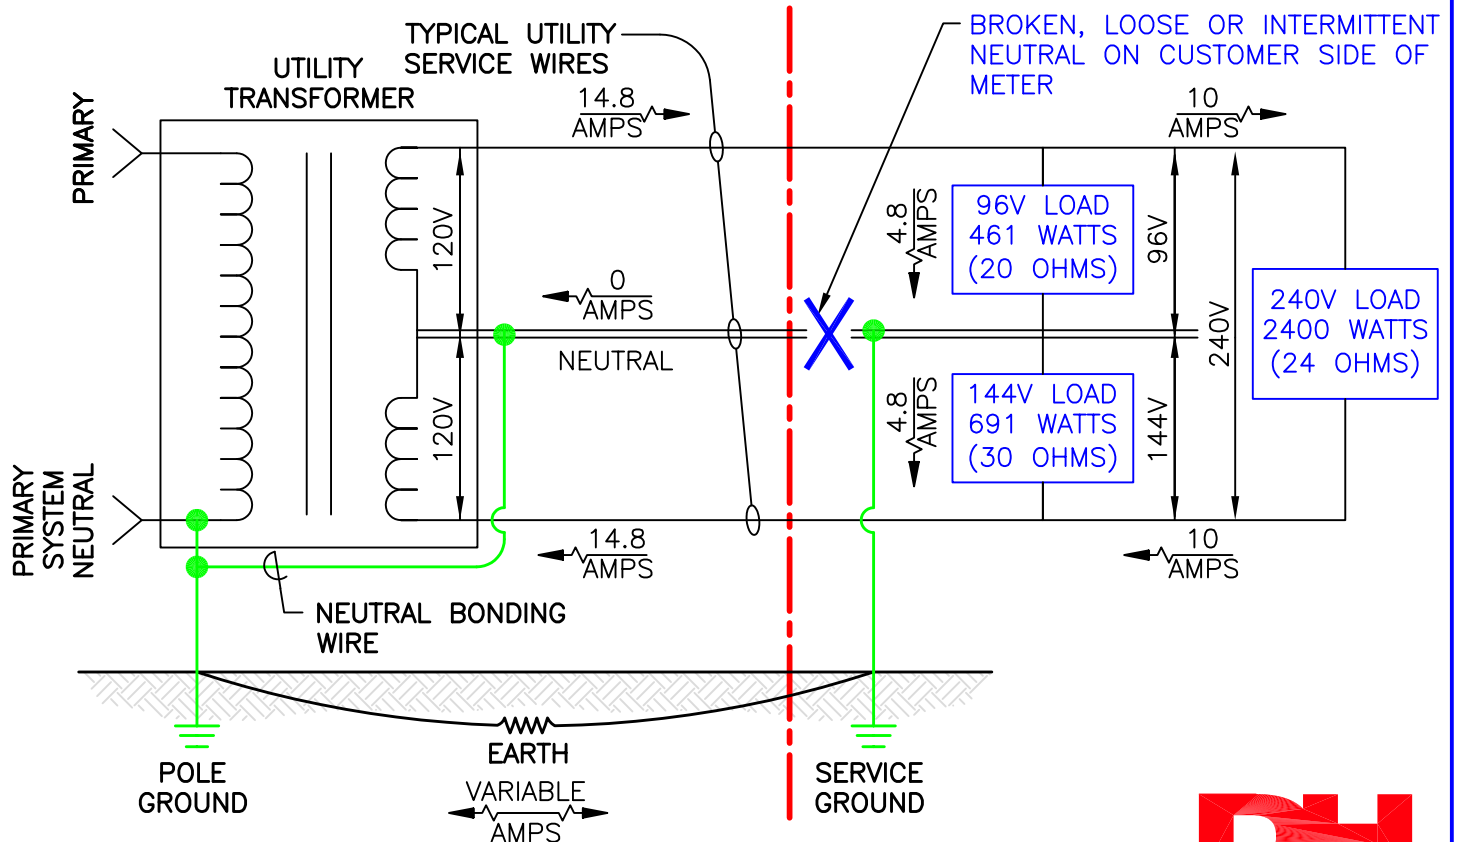 TYPICAL UTILITY
SERVICE WIRES
BROKEN, LOOSE OR INTERMITTENT
NEUTRAL ON CUSTOMER SIDE OF
METER
UTILITY
TRANSFORMER
PRIMARY
14.8
AMPS
10
AMPS
120V
4.8
AMPS
96V LOAD
461 WATTS
(20 OHMS)
96V
0
AMPS
NEUTRAL
240V
240V LOAD
2400 WATTS
(24 OHMS)
120V
4.8
AMPS
144V LOAD
691 WATTS
(30 OHMS)
144V
PRIMARY
SYSTEM
NEUTRAL
14.8
AMPS
10
AMPS
NEUTRAL BONDING
WIRE
EARTH
POLE
GROUND
VARIABLE
AMPS
SERVICE
GROUND